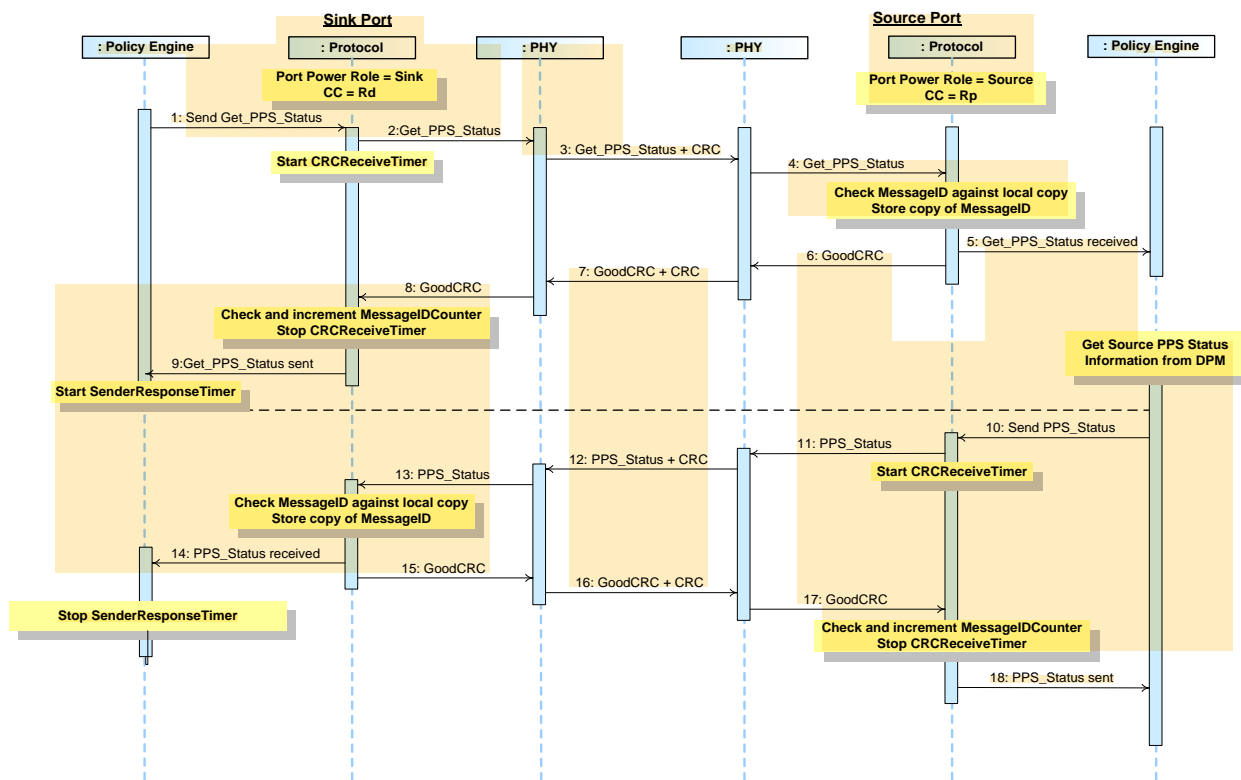 Sink Port
Source Port
: Policy Engine
: Protocol
: PHY
: PHY
: Protocol
: Policy Engine
Port Power Role = Sink
CC = Rd
Port Power Role = Source
CC = Rp
1: Send Get_PPS_Status
2:Get_PPS_Status
Start CRCReceiveTimer
3: Get_PPS_Status + CRC
4: Get_PPS_Status
Check MessageID against local copy
Store copy of MessageID
5: Get_PPS_Status received
6: GoodCRC
7: GoodCRC + CRC
8: GoodCRC
Check and increment MessageIDCounter
Stop CRCReceiveTimer
9:Get_PPS_Status sent
Start SenderResponseTimer
Get Source PPS Status
Information from DPM
10: Send PPS_Status
11: PPS_Status
Start CRCReceiveTimer
12: PPS_Status + CRC
13: PPS_Status
Check MessageID against local copy
Store copy of MessageID
14: PPS_Status received
15: GoodCRC
16: GoodCRC + CRC
17: GoodCRC
Stop SenderResponseTimer
Check and increment MessageIDCounter
Stop CRCReceiveTimer
18: PPS_Status sent